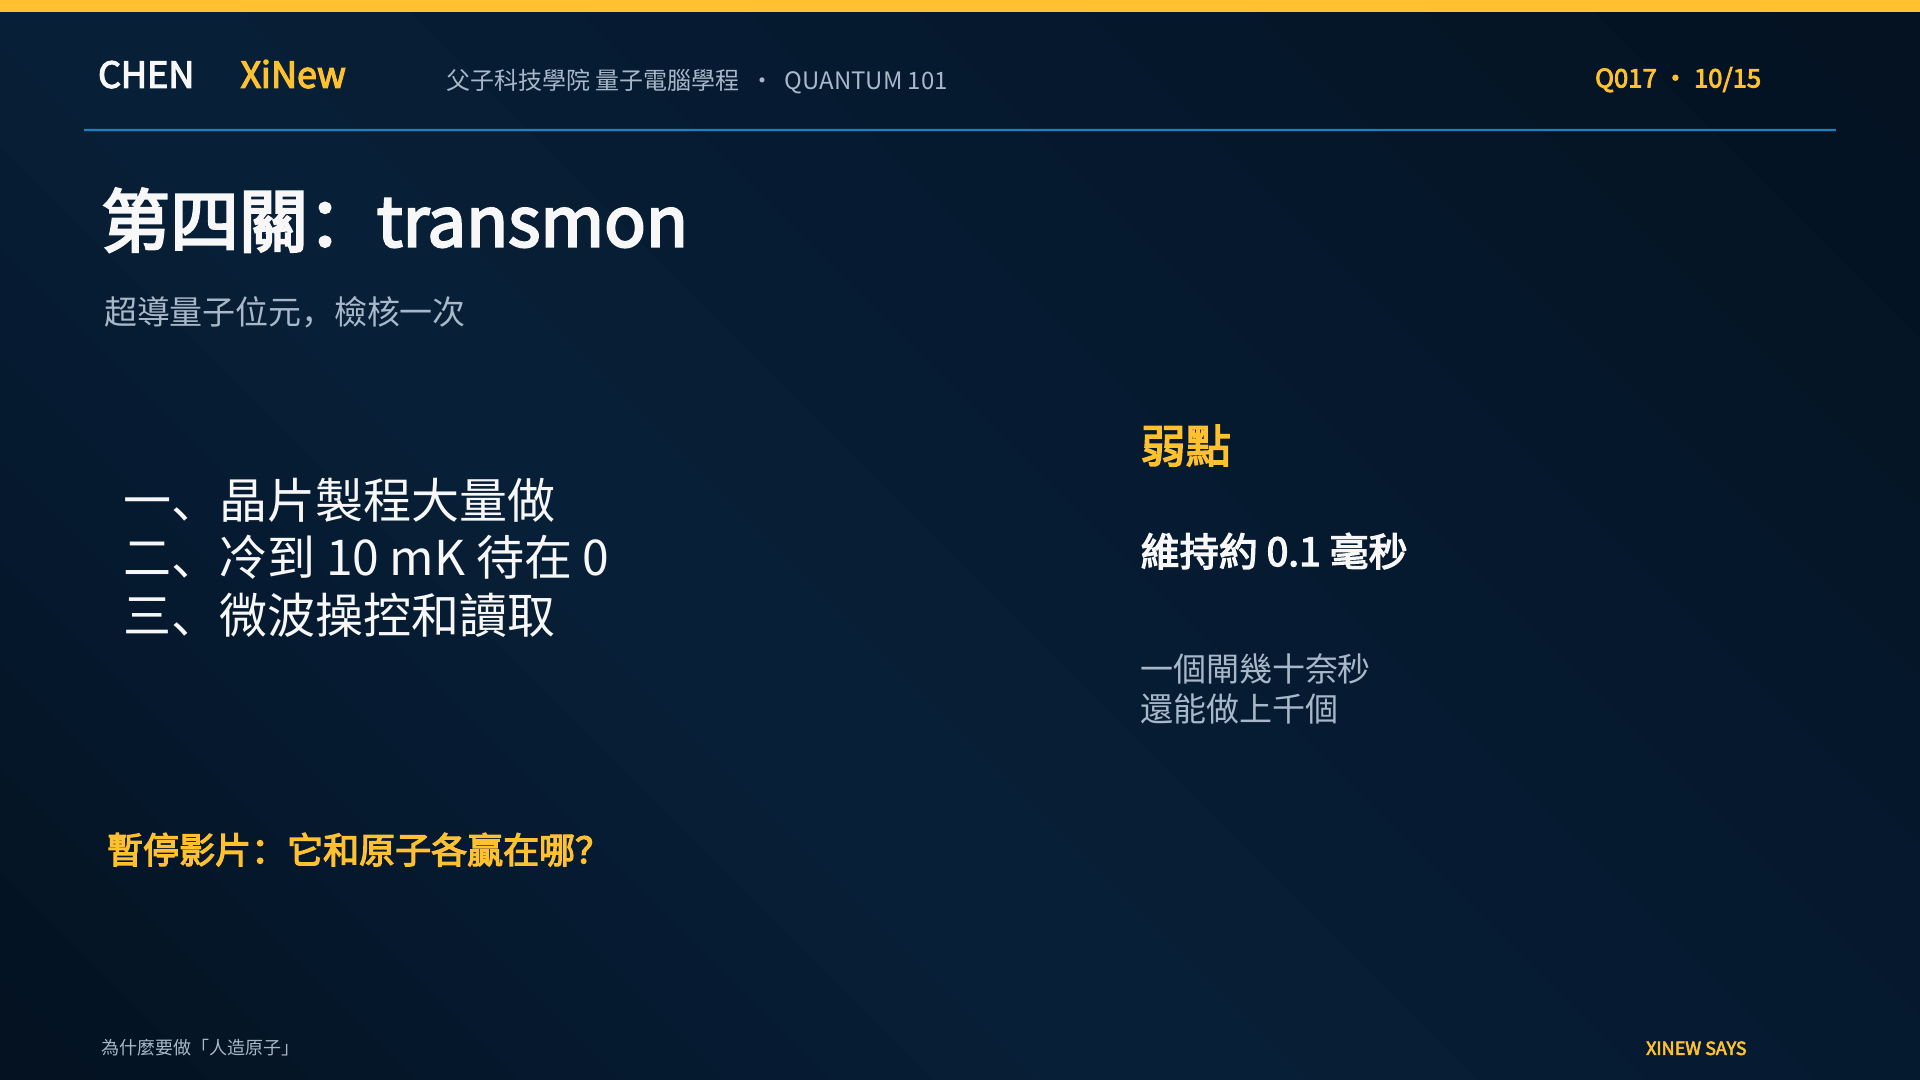 CHEN XiNew 父子科技學院 量子電腦學程 · QUANTUM 101 Q017 · 10/15
第四關：transmon
超導量子位元，檢核一次
一、晶片製程大量做
二、冷到 10 mK 待在 0
三、微波操控和讀取
弱點
維持約 0.1 毫秒
一個閘幾十奈秒
還能做上千個
暫停影片：它和原子各贏在哪？
為什麼要做「人造原子」
XINEW SAYS